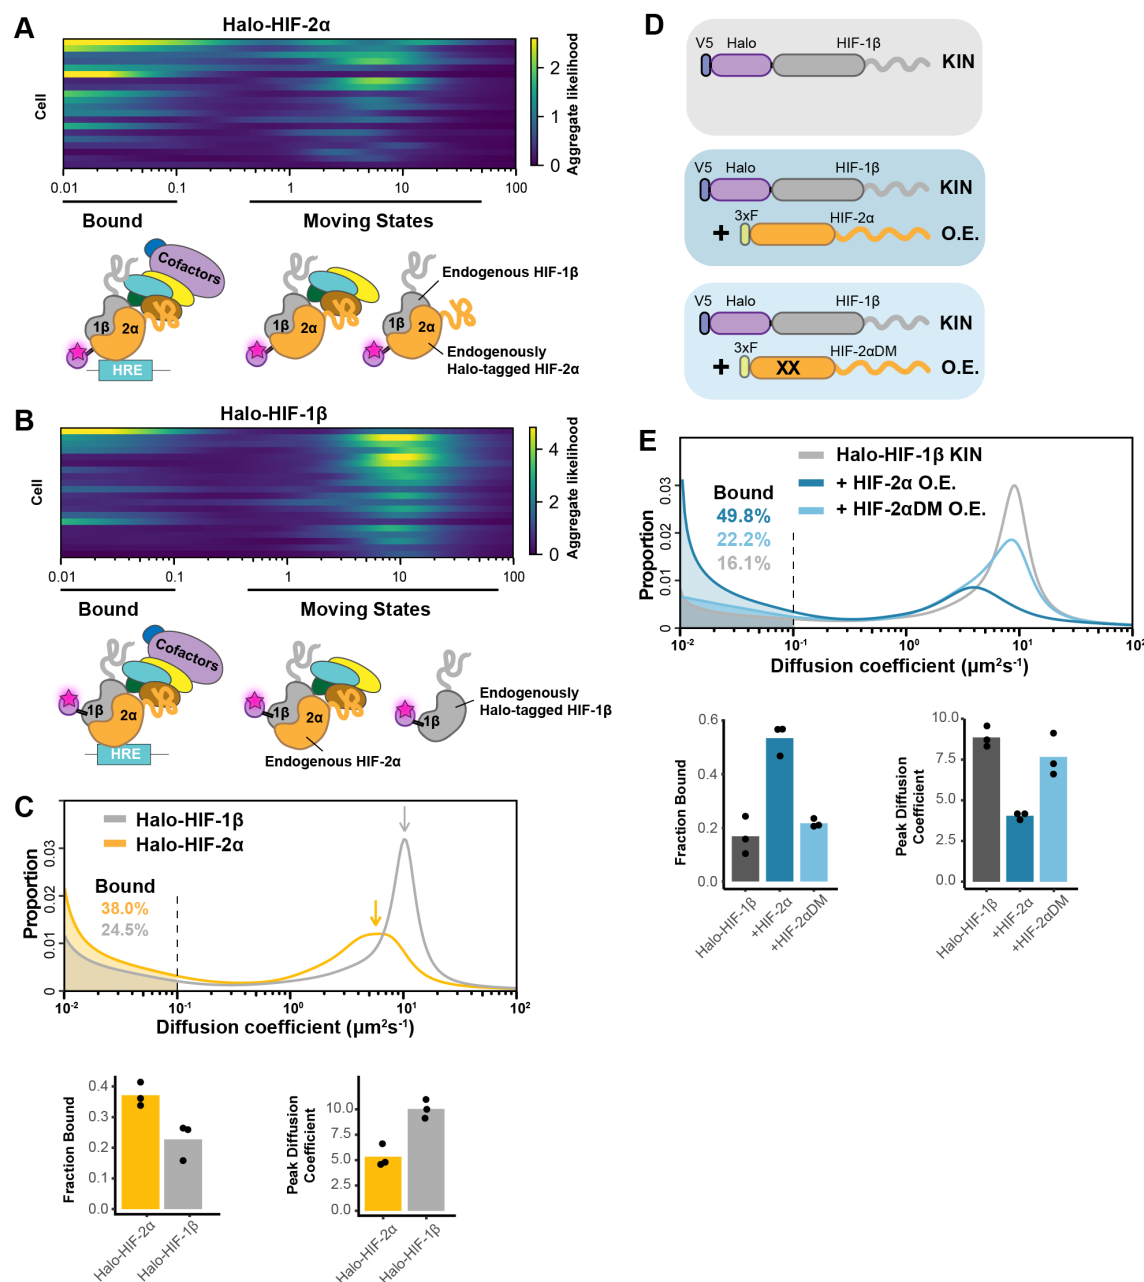 A
Halo-HIF-2α
Cell
2
1
0
Aggregate likelihood
0.01
0.1
1
10
100
Bound
Moving States
Cofactors
1β
2α
HRE
1β
2α
1β
2α
Endogenous HIF-1β
Endogenously
Halo-tagged HIF-2α
B
Halo-HIF-1β
Cell
4
2
0
Aggregate likelihood
0.01
0.1
1
10
100
Bound
Moving States
Cofactors
1β
2α
HRE
1β
2α
1β
Endogenous HIF-2α
Endogenously
Halo-tagged HIF-1β
C
Halo-HIF-1β
Halo-HIF-2α
Bound
38.0%
24.5%
Proportion
0.03
0.02
0.01
0
10⁻²
10⁻¹
10⁰
10¹
10²
Diffusion coefficient (µm²s⁻¹)
Fraction Bound
0.4
0.3
0.2
0.1
0.0
Halo-HIF-2α
Halo-HIF-1β
Peak Diffusion
Coefficient
10.0
7.5
5.0
2.5
0.0
Halo-HIF-2α
Halo-HIF-1β
D
V5 Halo HIF-1β
KIN
V5 Halo HIF-1β
KIN
3xF HIF-2α
+ O.E.
V5 Halo HIF-1β
KIN
3xF HIF-2αDM
+ XX O.E.
E
Halo-HIF-1β KIN
+ HIF-2α O.E.
+ HIF-2αDM O.E.
Bound
49.8%
22.2%
16.1%
Proportion
0.03
0.02
0.01
0
10⁻²
10⁻¹
10⁰
10¹
10²
Diffusion coefficient (µm²s⁻¹)
Fraction Bound
0.6
0.4
0.2
0.0
Halo-HIF-1β
+HIF-2α
+HIF-2αDM
Peak Diffusion
Coefficient
10.0
7.5
5.0
2.5
0.0
Halo-HIF-1β
+HIF-2α
+HIF-2αDM